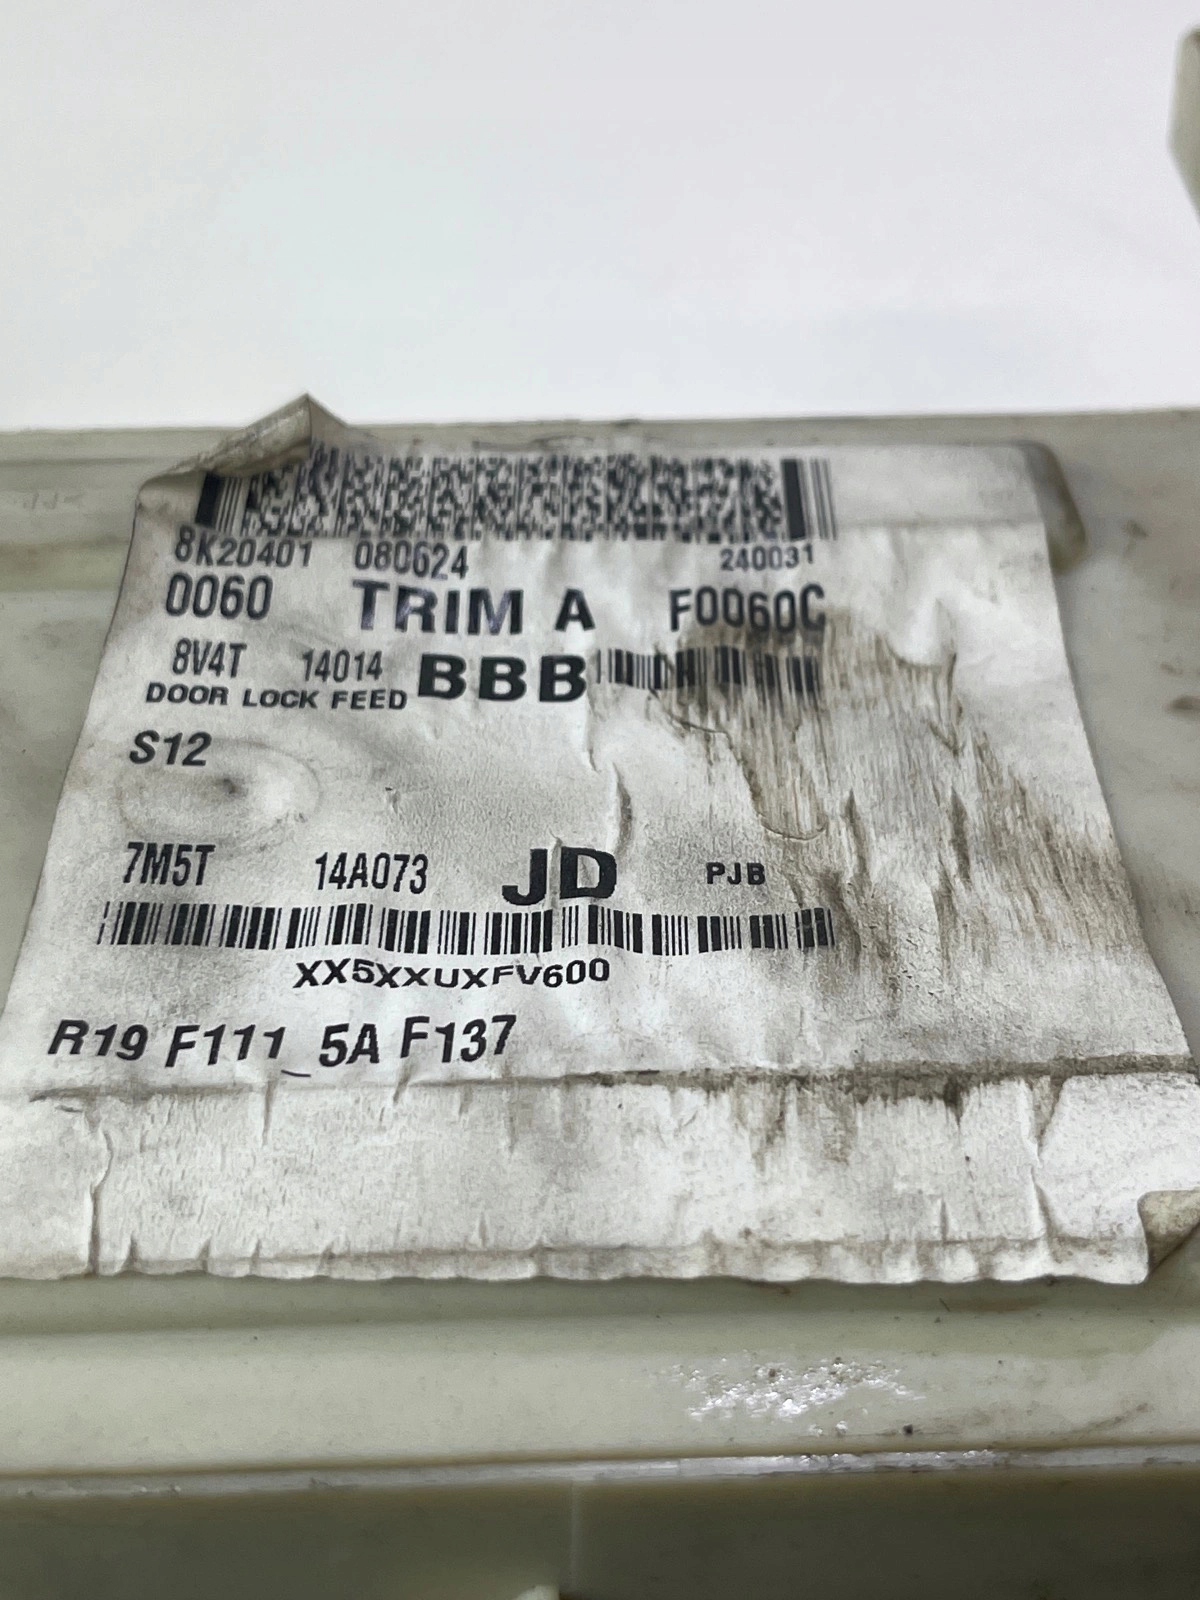 8K20401 080624 240031
0060 TRIM A F0060C
8V4T 14014 BBB
DOOR LOCK FEED
S12
7M5T 14A073 JD PJB
XX5XXUXFV600
R19 F111_5A F137